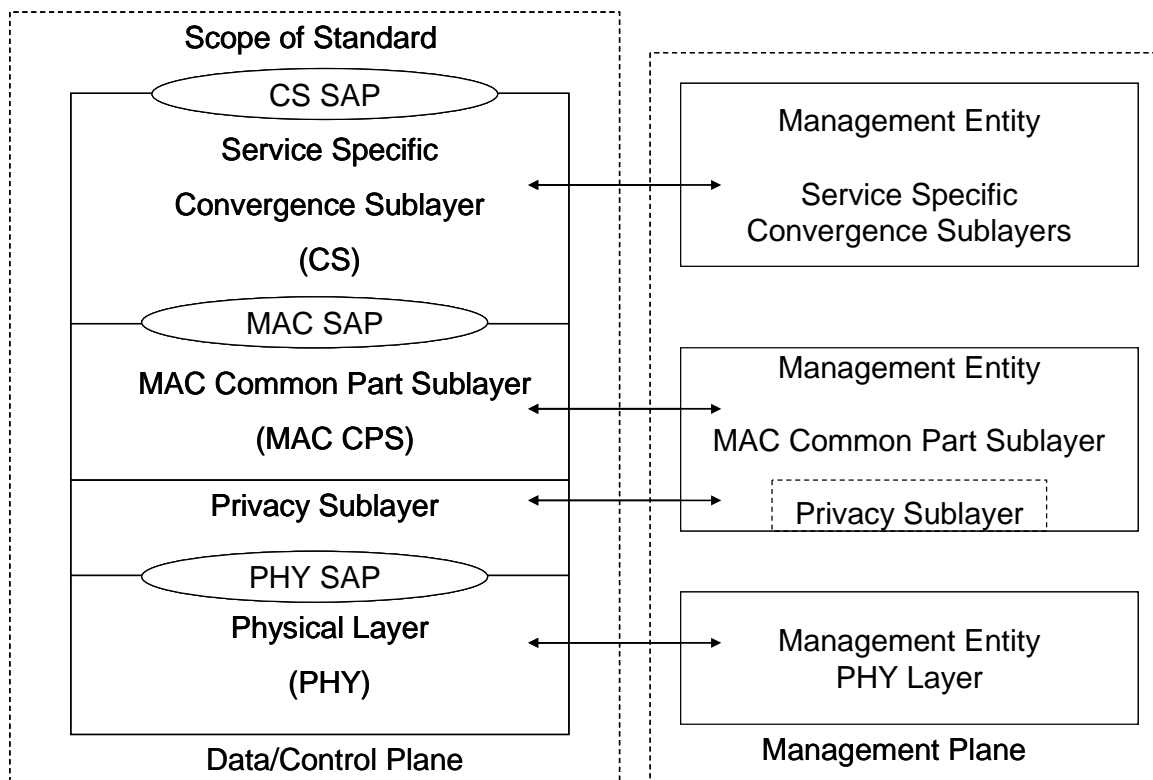 Scope of Standard
CS SAP
Service Specific
Convergence Sublayer
(CS)
MAC SAP
MAC Common Part Sublayer
(MAC CPS)
Privacy Sublayer
PHY SAP
Physical Layer
(PHY)
Data/Control Plane
Management Entity
Service Specific
Convergence Sublayers
Management Entity
MAC Common Part Sublayer
Privacy Sublayer
Management Entity
PHY Layer
Management Plane